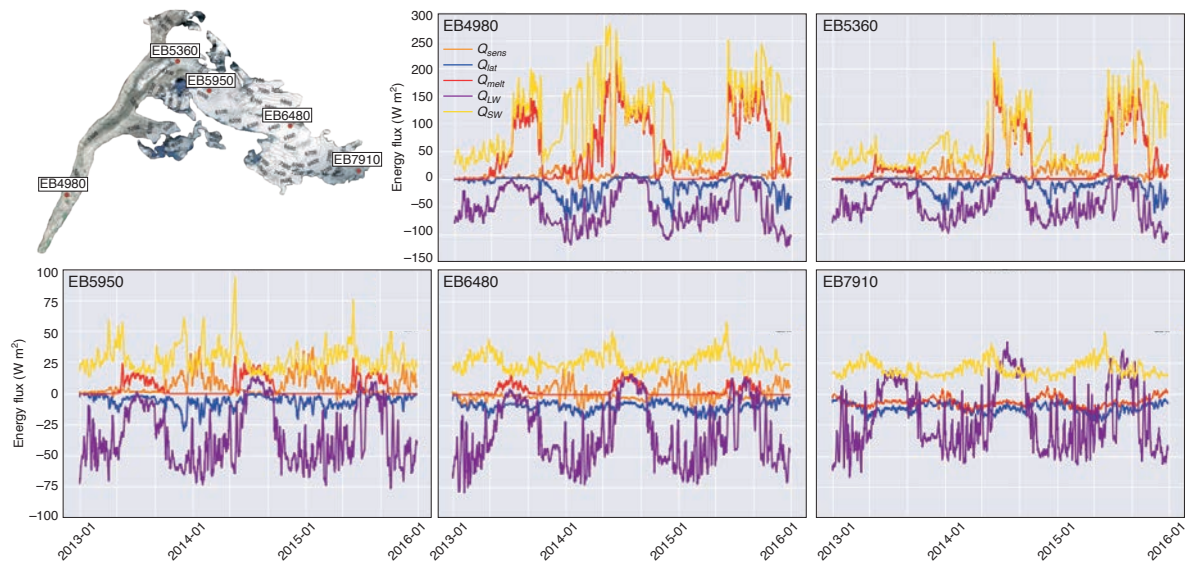 EB5360
EB5950
EB6480
EB7910
EB4980
EB4980
Q_sens
Q_lat
Q_melt
Q_LW
Q_SW
Energy flux (W m²)
300
250
200
150
100
50
0
−50
−100
−150
EB5360
EB5950
Energy flux (W m²)
100
75
50
25
0
−25
−50
−75
−100
2013-01
2014-01
2015-01
2016-01
EB6480
2013-01
2014-01
2015-01
2016-01
EB7910
2013-01
2014-01
2015-01
2016-01